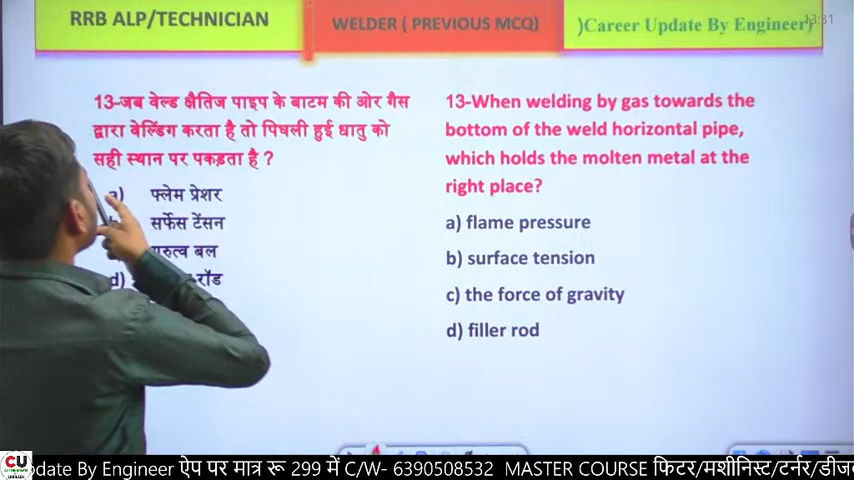 RRB ALP/TECHNICIAN
WELDER ( PREVIOUS MCQ)
)Career Update By Engineer)
13:31
13-जब वेल्ड क्षैतिज पाइप के बाटम की ओर गैस
द्वारा वेल्डिंग करता है तो पिघली हुई धातु को
सही स्थान पर पकड़ता है ?
a) फ्लेम प्रेशर
सर्फेस टेंसन
बल
d) रॉड
13-When welding by gas towards the
bottom of the weld horizontal pipe,
which holds the molten metal at the
right place?
a) flame pressure
b) surface tension
c) the force of gravity
d) filler rod
CU
date By Engineer ऐप पर मात्र रू 299 में C/W- 6390508532 MASTER COURSE फिटर/मशीनिस्ट/टर्नर/डीज